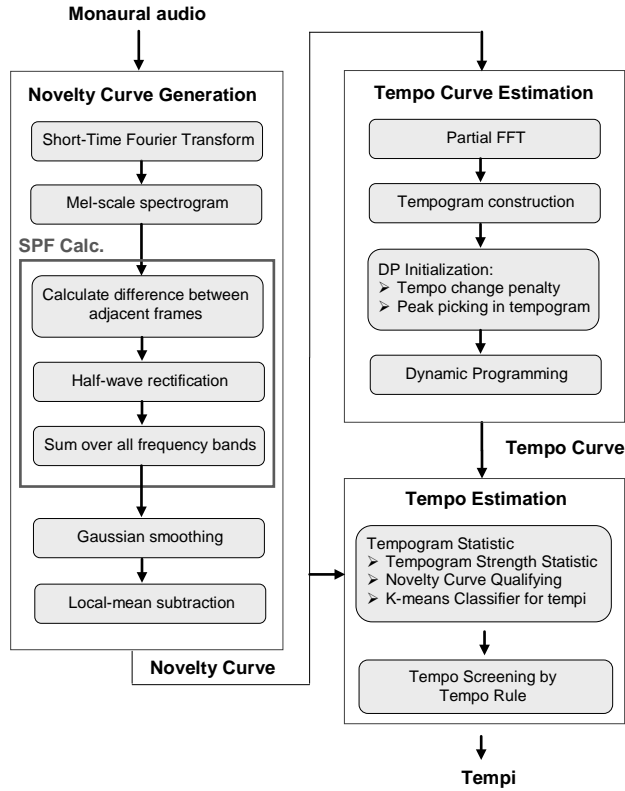 Monaural audio
Novelty Curve Generation
Short-Time Fourier Transform
Mel-scale spectrogram
SPF Calc.
Calculate difference between
adjacent frames
Half-wave rectification
Sum over all frequency bands
Gaussian smoothing
Local-mean subtraction
Novelty Curve
Tempo Curve Estimation
Partial FFT
Tempogram construction
DP Initialization:
➢ Tempo change penalty
➢ Peak picking in tempogram
Dynamic Programming
Tempo Curve
Tempo Estimation
Tempogram Statistic
➢ Tempogram Strength Statistic
➢ Novelty Curve Qualifying
➢ K-means Classifier for tempi
Tempo Screening by
Tempo Rule
Tempi